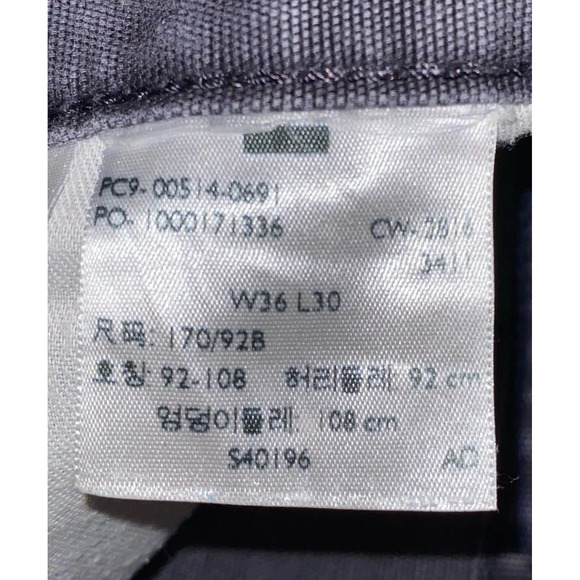 PC9-00514-0691
PO-1000171336 CW-2816
3411
W36 L30
尺码: 170/92B
호칭: 92-108 허리둘레: 92 cm
엉덩이둘레: 108 cm
S40196 AD